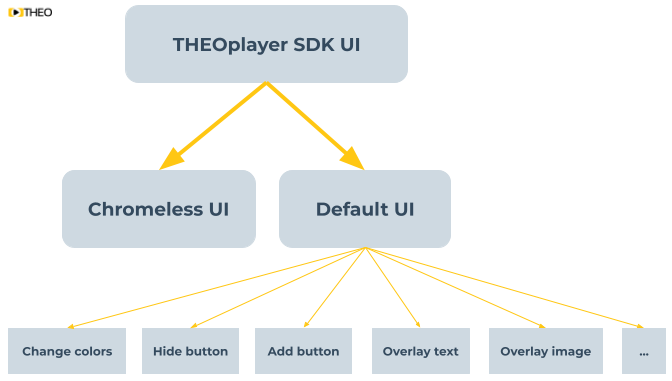 THEO
THEOplayer SDK UI
Chromeless UI
Default UI
Change colors
Hide button
Add button
Overlay text
Overlay image
...